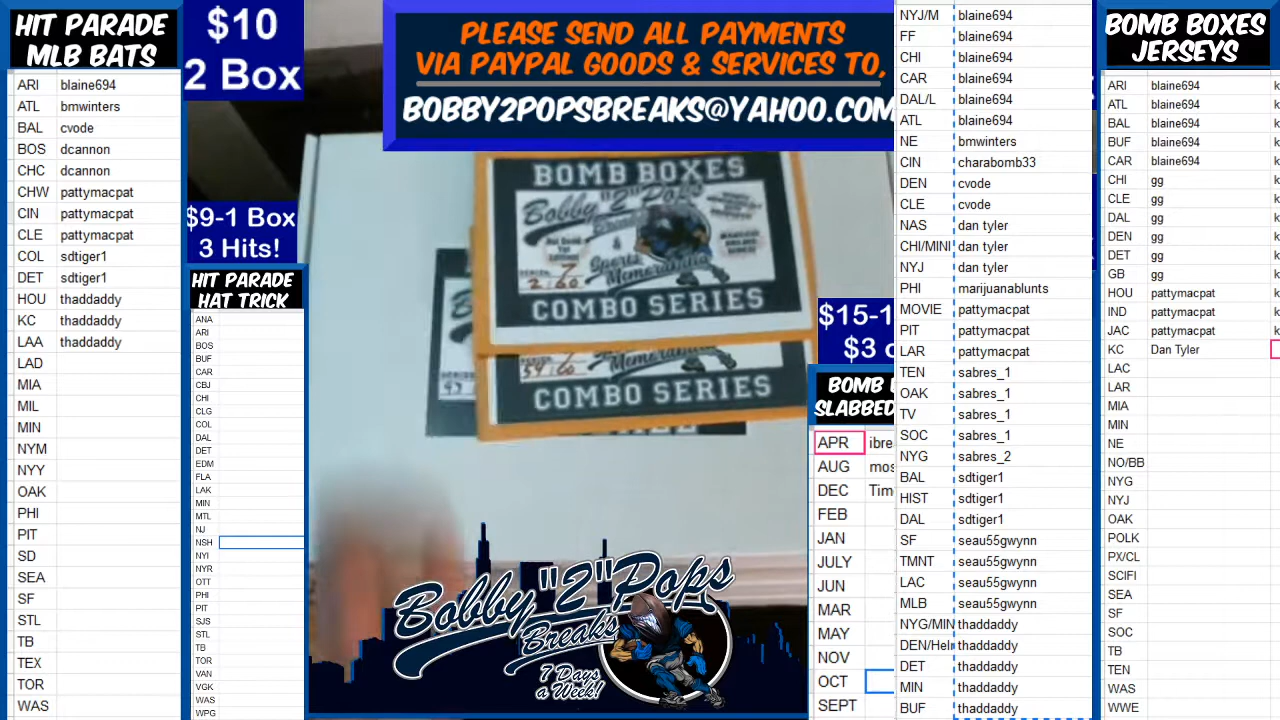 HIT PARADE
MLB BATS
ARI blaine694
ATL bmwinters
BAL cvode
BOS dcannon
CHC dcannon
CHW pattymacpat
CIN pattymacpat
CLE pattymacpat
COL sdtiger1
DET sdtiger1
HOU thaddaddy
KC thaddaddy
LAA thaddaddy
LAD
MIA
MIL
MIN
NYM
NYY
OAK
PHI
PIT
SD
SEA
SF
STL
TB
TEX
TOR
WAS
$10
2 Box
$9-1 Box
3 Hits!
HIT PARADE
HAT TRICK
ANA
ARI
BOS
BUF
CAR
CBJ
CHI
CLG
COL
DAL
DET
EDM
FLA
LAK
MIN
MTL
NJ
NSH
NYI
NYR
OTT
PHI
PIT
SJS
STL
TB
TOR
VAN
VGK
WAS
WPG
PLEASE SEND ALL PAYMENTS
VIA PAYPAL GOODS & SERVICES TO,
BOBBY2POPSBREAKS@YAHOO.COM
BOMB BOXES
Bobby "2" Pops
Breaks
&
Sports
Memorabilia
COMBO SERIES
Memorabilia
COMBO SERIES
Bobby "2" Pops
Breaks
7 Days
a Week!
$15-1
$3
BOMB
SLABBED
APR
AUG
DEC
FEB
JAN
JULY
JUN
MAR
MAY
NOV
OCT
SEPT
NYJ/M blaine694
FF blaine694
CHI blaine694
CAR blaine694
DAL/L blaine694
ATL blaine694
NE bmwinters
CIN charabomb33
DEN cvode
CLE cvode
NAS dan tyler
CHI/MINI dan tyler
NYJ dan tyler
PHI marijuanablunts
MOVIE pattymacpat
PIT pattymacpat
LAR pattymacpat
TEN sabres_1
OAK sabres_1
TV sabres_1
SOC sabres_1
NYG sabres_2
BAL sdtiger1
HIST sdtiger1
DAL sdtiger1
SF seau55gwynn
TMNT seau55gwynn
LAC seau55gwynn
MLB seau55gwynn
NYG/MIN thaddaddy
DEN/Hel thaddaddy
DET thaddaddy
MIN thaddaddy
BUF thaddaddy
BOMB BOXES
JERSEYS
ARI blaine694
ATL blaine694
BAL blaine694
BUF blaine694
CAR blaine694
CHI gg
CLE gg
DAL gg
DEN gg
DET gg
GB gg
HOU pattymacpat
IND pattymacpat
JAC pattymacpat
KC Dan Tyler
LAC
LAR
MIA
MIN
NE
NO/BB
NYG
NYJ
OAK
POLK
PX/CL
SCIFI
SEA
SF
SOC
TB
TEN
WAS
WWE